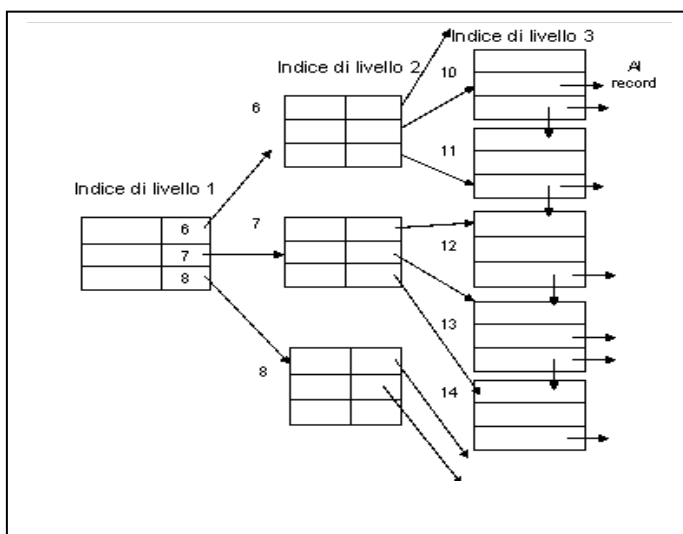 Indice di livello 3
Indice di livello 2
10
Al
record
6
11
Indice di livello 1
6
7
7
8
12
13
8
14